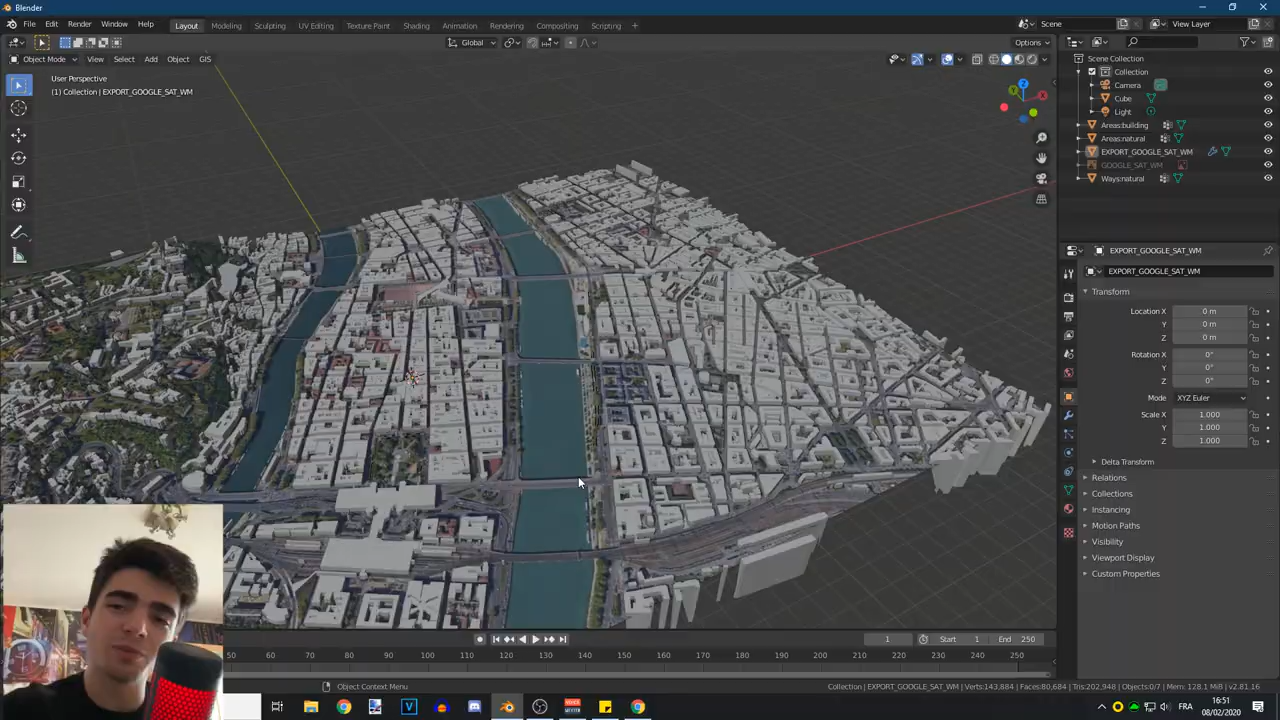 Blender
File Edit Render Window Help Layout Modeling Sculpting UV Editing Texture Paint Shading Animation Rendering Compositing Scripting + Scene View Layer
Global Options
Object Mode View Select Add Object GIS
User Perspective
(1) Collection | EXPORT_GOOGLE_SAT_WM
Z
Y
X
Scene Collection
Collection
Camera
Cube
Light
Areas:building
Areas:natural
EXPORT_GOOGLE_SAT_WM
GOOGLE_SAT_WM
Ways:natural
EXPORT_GOOGLE_SAT_WM
EXPORT_GOOGLE_SAT_WM
Transform
Location X 0 m
Y 0 m
Z 0 m
Rotation X 0°
Y 0°
Z 0°
Mode XYZ Euler
Scale X 1.000
Y 1.000
Z 1.000
Delta Transform
Relations
Collections
Instancing
Motion Paths
Visibility
Viewport Display
Custom Properties
1 Start 1 End 250
50 60 70 80 90 100 110 120 130 140 150 160 170 180 190 200 210 220 230 240 250
Object Context Menu
Collection | EXPORT_GOOGLE_SAT_WM | Verts:143,884 | Faces:80,684 | Tris:202,948 | Objects:0/7 | Mem: 128.1 MiB | v2.81.16
FRA
16:51
08/02/2020